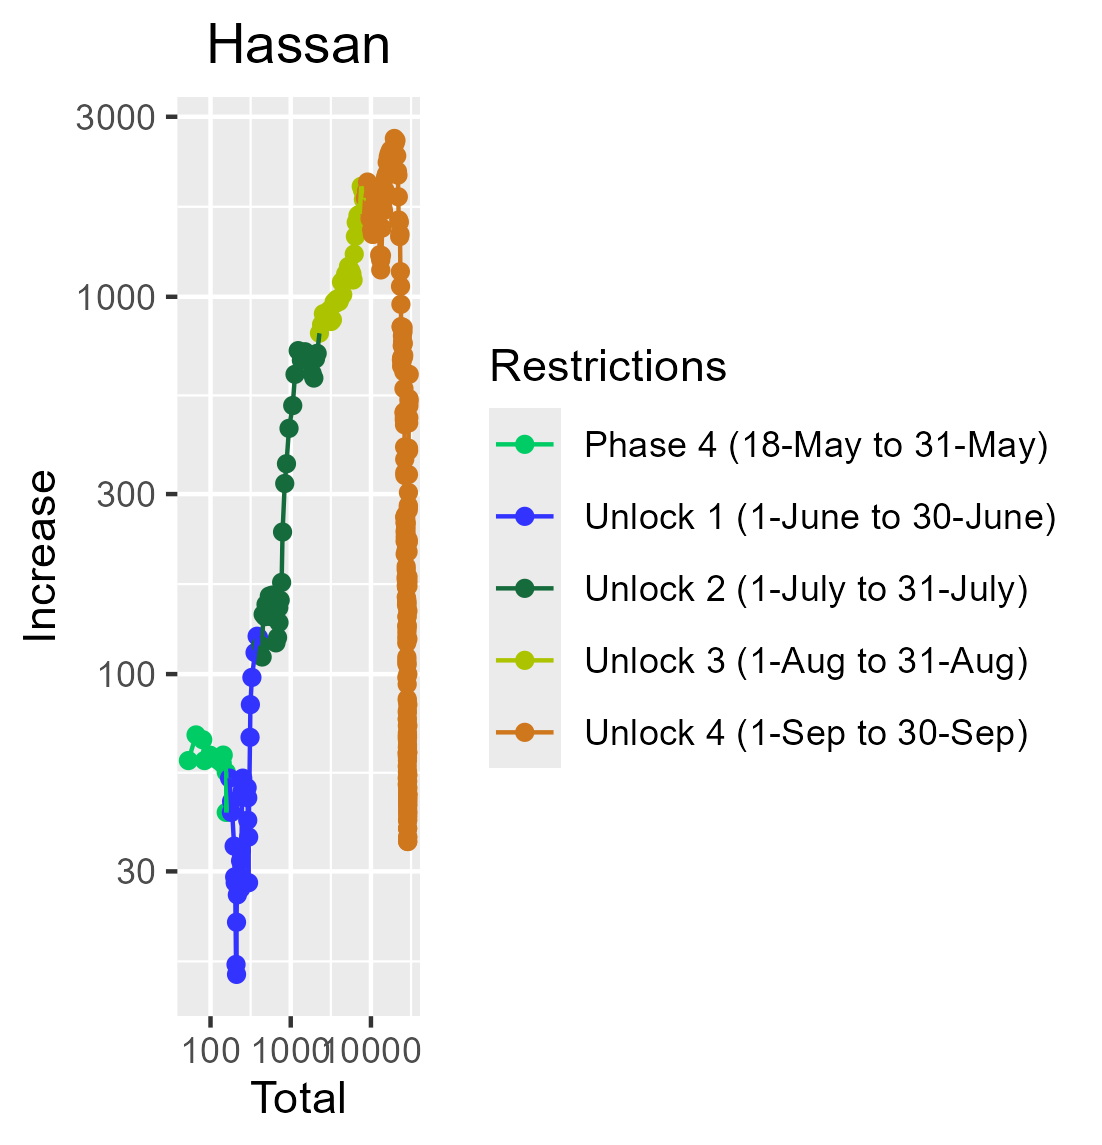 Hassan
3000
1000
300
100
30
Increase
100 1000 10000
Total
Restrictions
Phase 4 (18-May to 31-May)
Unlock 1 (1-June to 30-June)
Unlock 2 (1-July to 31-July)
Unlock 3 (1-Aug to 31-Aug)
Unlock 4 (1-Sep to 30-Sep)